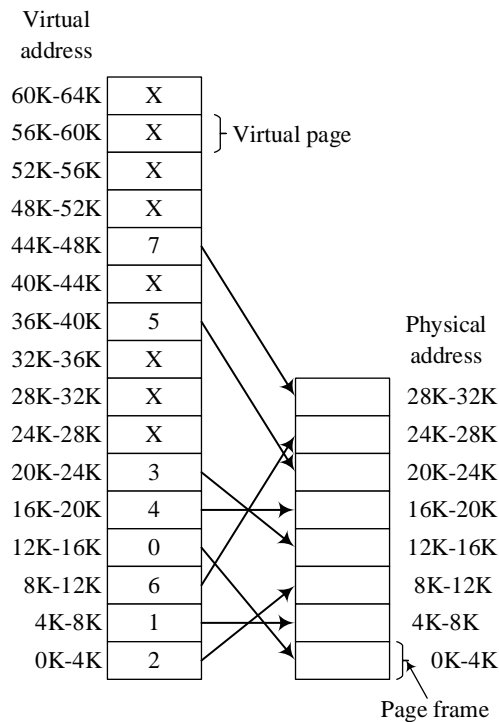 Virtual
address
60K-64K X
56K-60K X Virtual page
52K-56K X
48K-52K X
44K-48K 7
40K-44K X
36K-40K 5
32K-36K X
28K-32K X
24K-28K X
20K-24K 3
16K-20K 4
12K-16K 0
8K-12K 6
4K-8K 1
0K-4K 2
Physical
address
28K-32K
24K-28K
20K-24K
16K-20K
12K-16K
8K-12K
4K-8K
0K-4K
Page frame